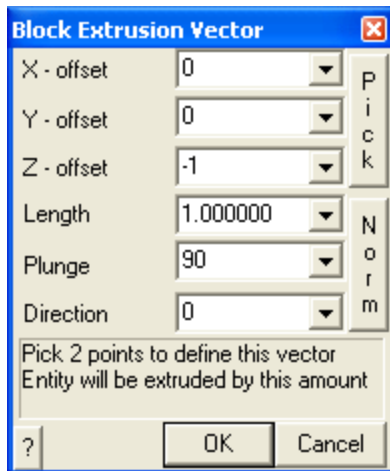 Block Extrusion Vector
X - offset 0
Y - offset 0
Z - offset -1
Pick
Length 1.000000
Plunge 90
Direction 0
Norm
Pick 2 points to define this vector
Entity will be extruded by this amount
? OK Cancel